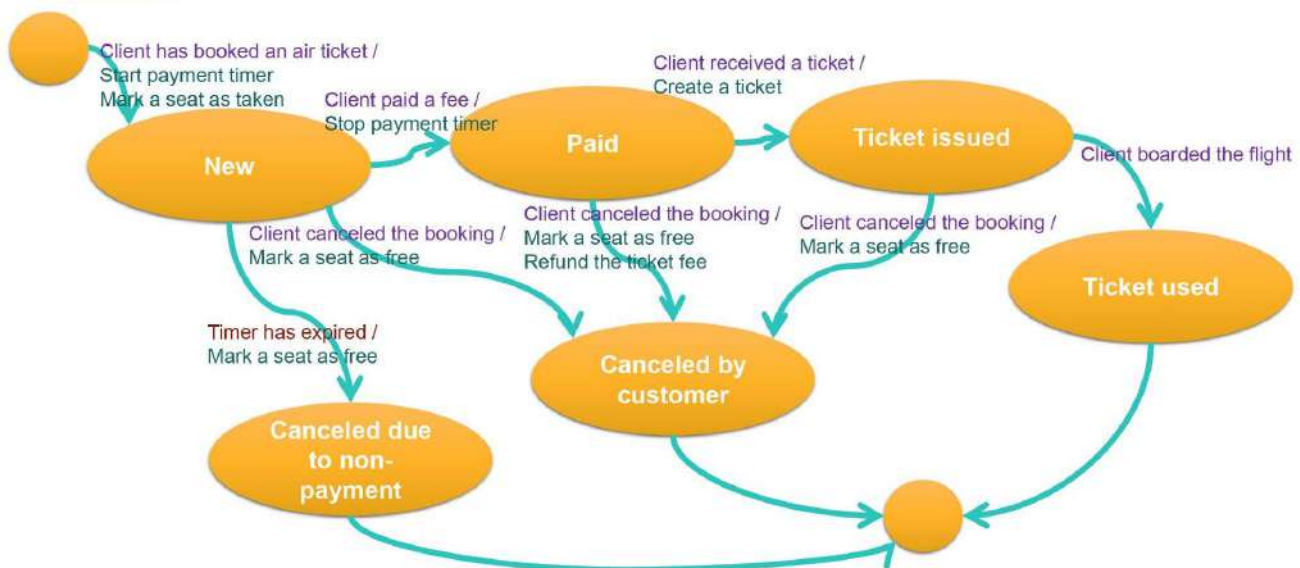 Client has booked an air ticket /
Start payment timer
Mark a seat as taken
Client paid a fee /
Stop payment timer
Client received a ticket /
Create a ticket
New
Paid
Ticket issued
Client boarded the flight
Client canceled the booking /
Mark a seat as free
Client canceled the booking /
Mark a seat as free
Refund the ticket fee
Client canceled the booking /
Mark a seat as free
Ticket used
Timer has expired /
Mark a seat as free
Canceled by
customer
Canceled due
to non-
payment